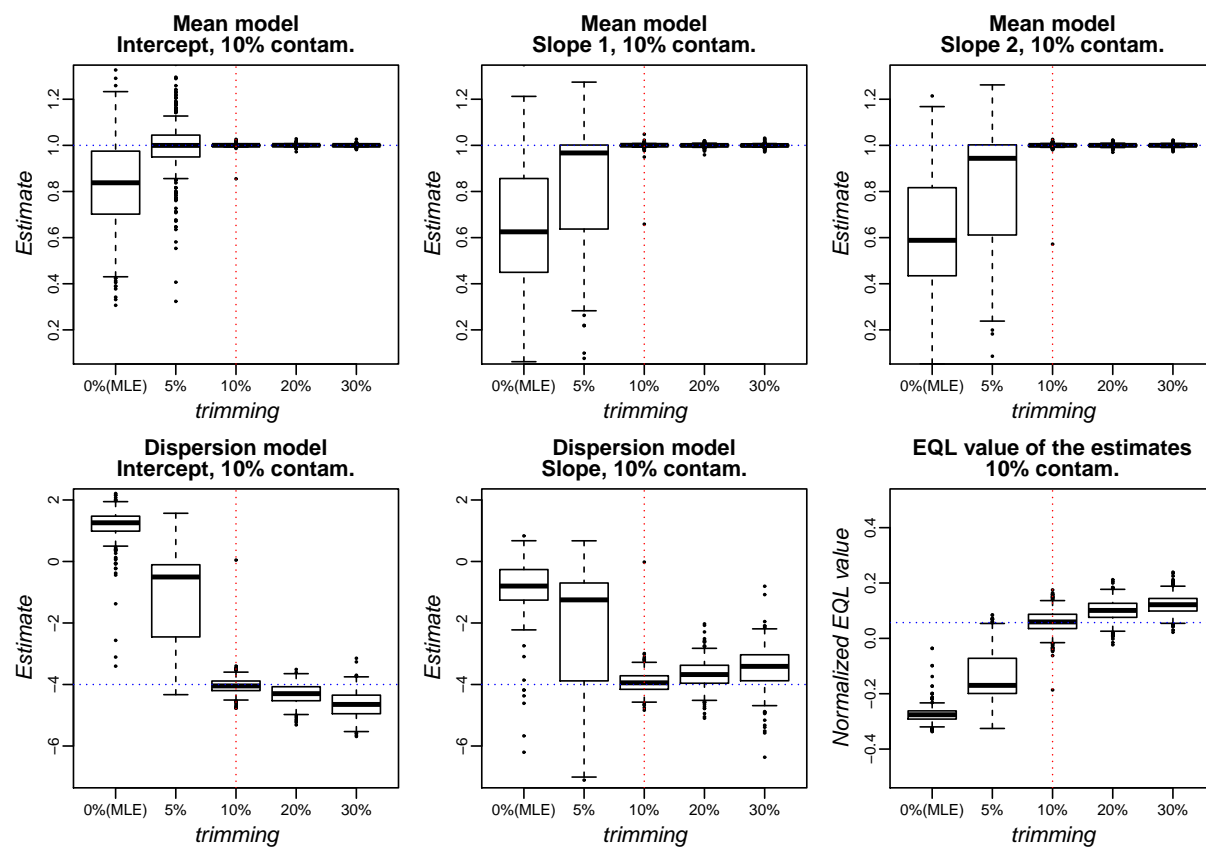 Mean model
Intercept, 10% contam.
Estimate
0.2 0.4 0.6 0.8 1.0 1.2
0%(MLE) 5% 10% 20% 30%
trimming
Mean model
Slope 1, 10% contam.
Estimate
0.2 0.4 0.6 0.8 1.0 1.2
0%(MLE) 5% 10% 20% 30%
trimming
Mean model
Slope 2, 10% contam.
Estimate
0.2 0.4 0.6 0.8 1.0 1.2
0%(MLE) 5% 10% 20% 30%
trimming
Dispersion model
Intercept, 10% contam.
Estimate
−6 −4 −2 0 2
0%(MLE) 5% 10% 20% 30%
trimming
Dispersion model
Slope, 10% contam.
Estimate
−6 −4 −2 0 2
0%(MLE) 5% 10% 20% 30%
trimming
EQL value of the estimates
10% contam.
Normalized EQL value
−0.4 −0.2 0.0 0.2 0.4
0%(MLE) 5% 10% 20% 30%
trimming